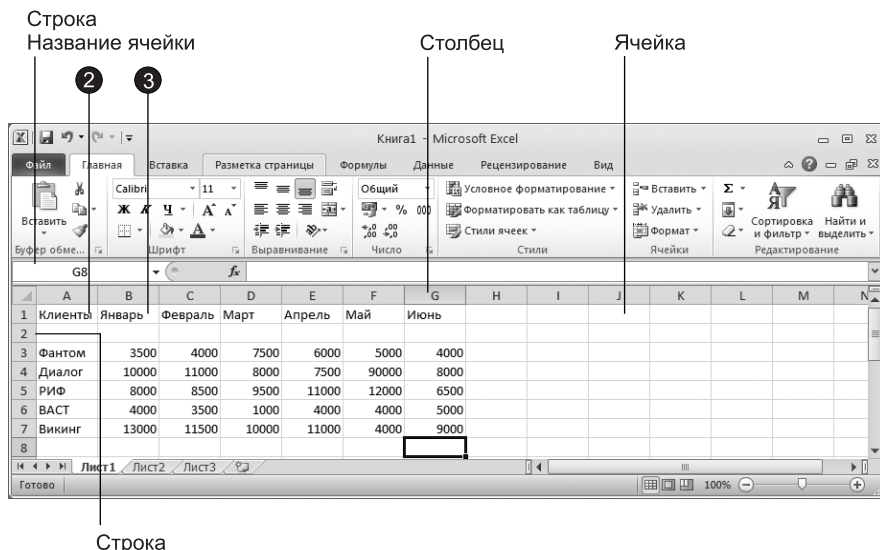 Строка
Название ячейки
Столбец
Ячейка
2 3
Книга1 - Microsoft Excel
Файл Главная Вставка Разметка страницы Формулы Данные Рецензирование Вид
Calibri 11 Общий Условное форматирование Вставить Σ
Ж К Ч А А % 000 Форматировать как таблицу Удалить
Вставить Стили ячеек Формат Сортировка и фильтр Найти и выделить
Буфер обме... Шрифт Выравнивание Число Стили Ячейки Редактирование
G8 fx
A B C D E F G H I J K L M N
1 Клиенты Январь Февраль Март Апрель Май Июнь
2
3 Фантом 3500 4000 7500 6000 5000 4000
4 Диалог 10000 11000 8000 7500 90000 8000
5 РИФ 8000 8500 9500 11000 12000 6500
6 ВАСТ 4000 3500 1000 4000 4000 5000
7 Викинг 13000 11500 10000 11000 4000 9000
8
Лист1 Лист2 Лист3
Готово 100%
Строка